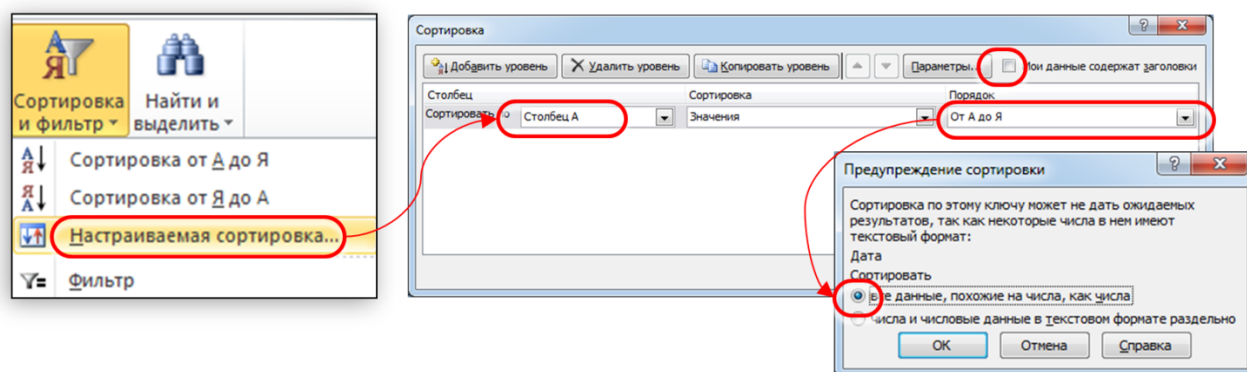 Сортировка
и фильтр
Найти и
выделить
Сортировка от А до Я
Сортировка от Я до А
Настраиваемая сортировка...
Фильтр
Сортировка
Добавить уровень
Удалить уровень
Копировать уровень
Параметры...
Мои данные содержат заголовки
Столбец
Сортировка
Порядок
Сортировать по
Столбец A
Значения
От А до Я
Предупреждение сортировки
Сортировка по этому ключу может не дать ожидаемых
результатов, так как некоторые числа в нем имеют
текстовый формат:
Дата
Сортировать
все данные, похожие на числа, как числа
числа и числовые данные в текстовом формате раздельно
ОК
Отмена
Справка